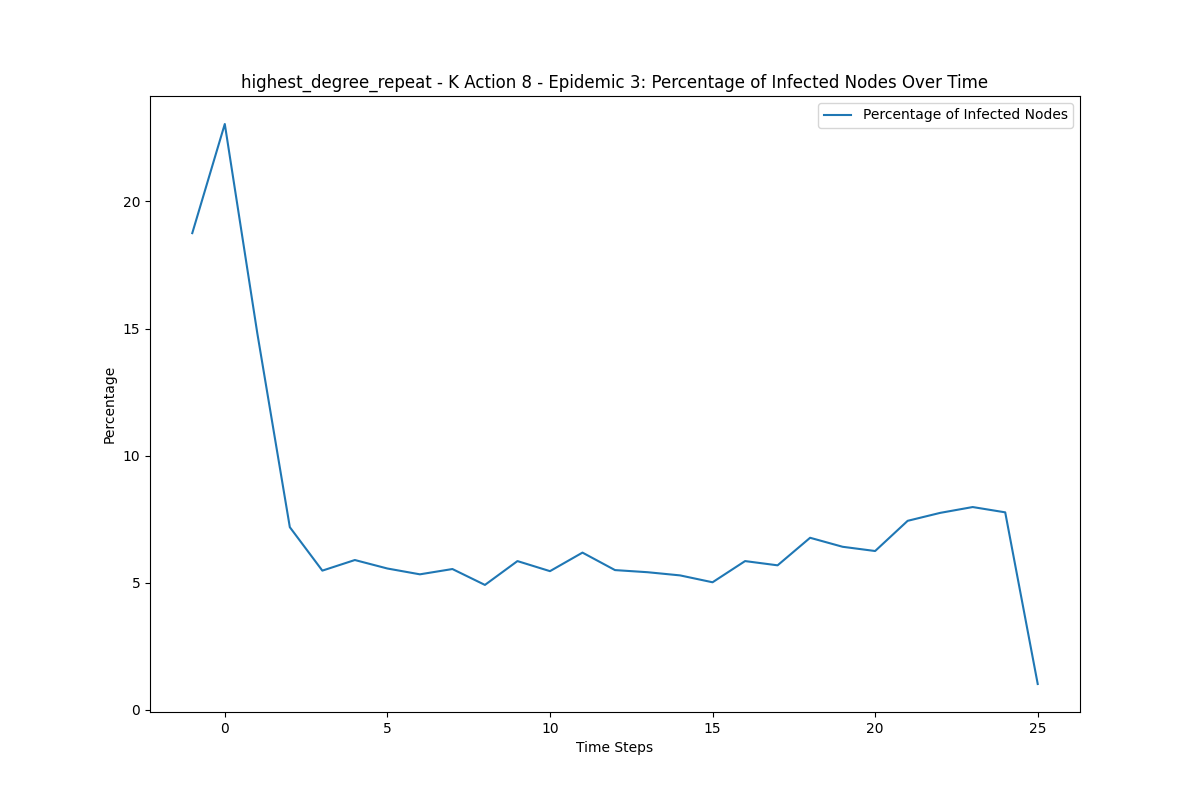 highest_degree_repeat - K Action 8 - Epidemic 3: Percentage of Infected Nodes Over Time
Percentage of Infected Nodes
20
15
10
5
0
Percentage
0 5 10 15 20 25
Time Steps